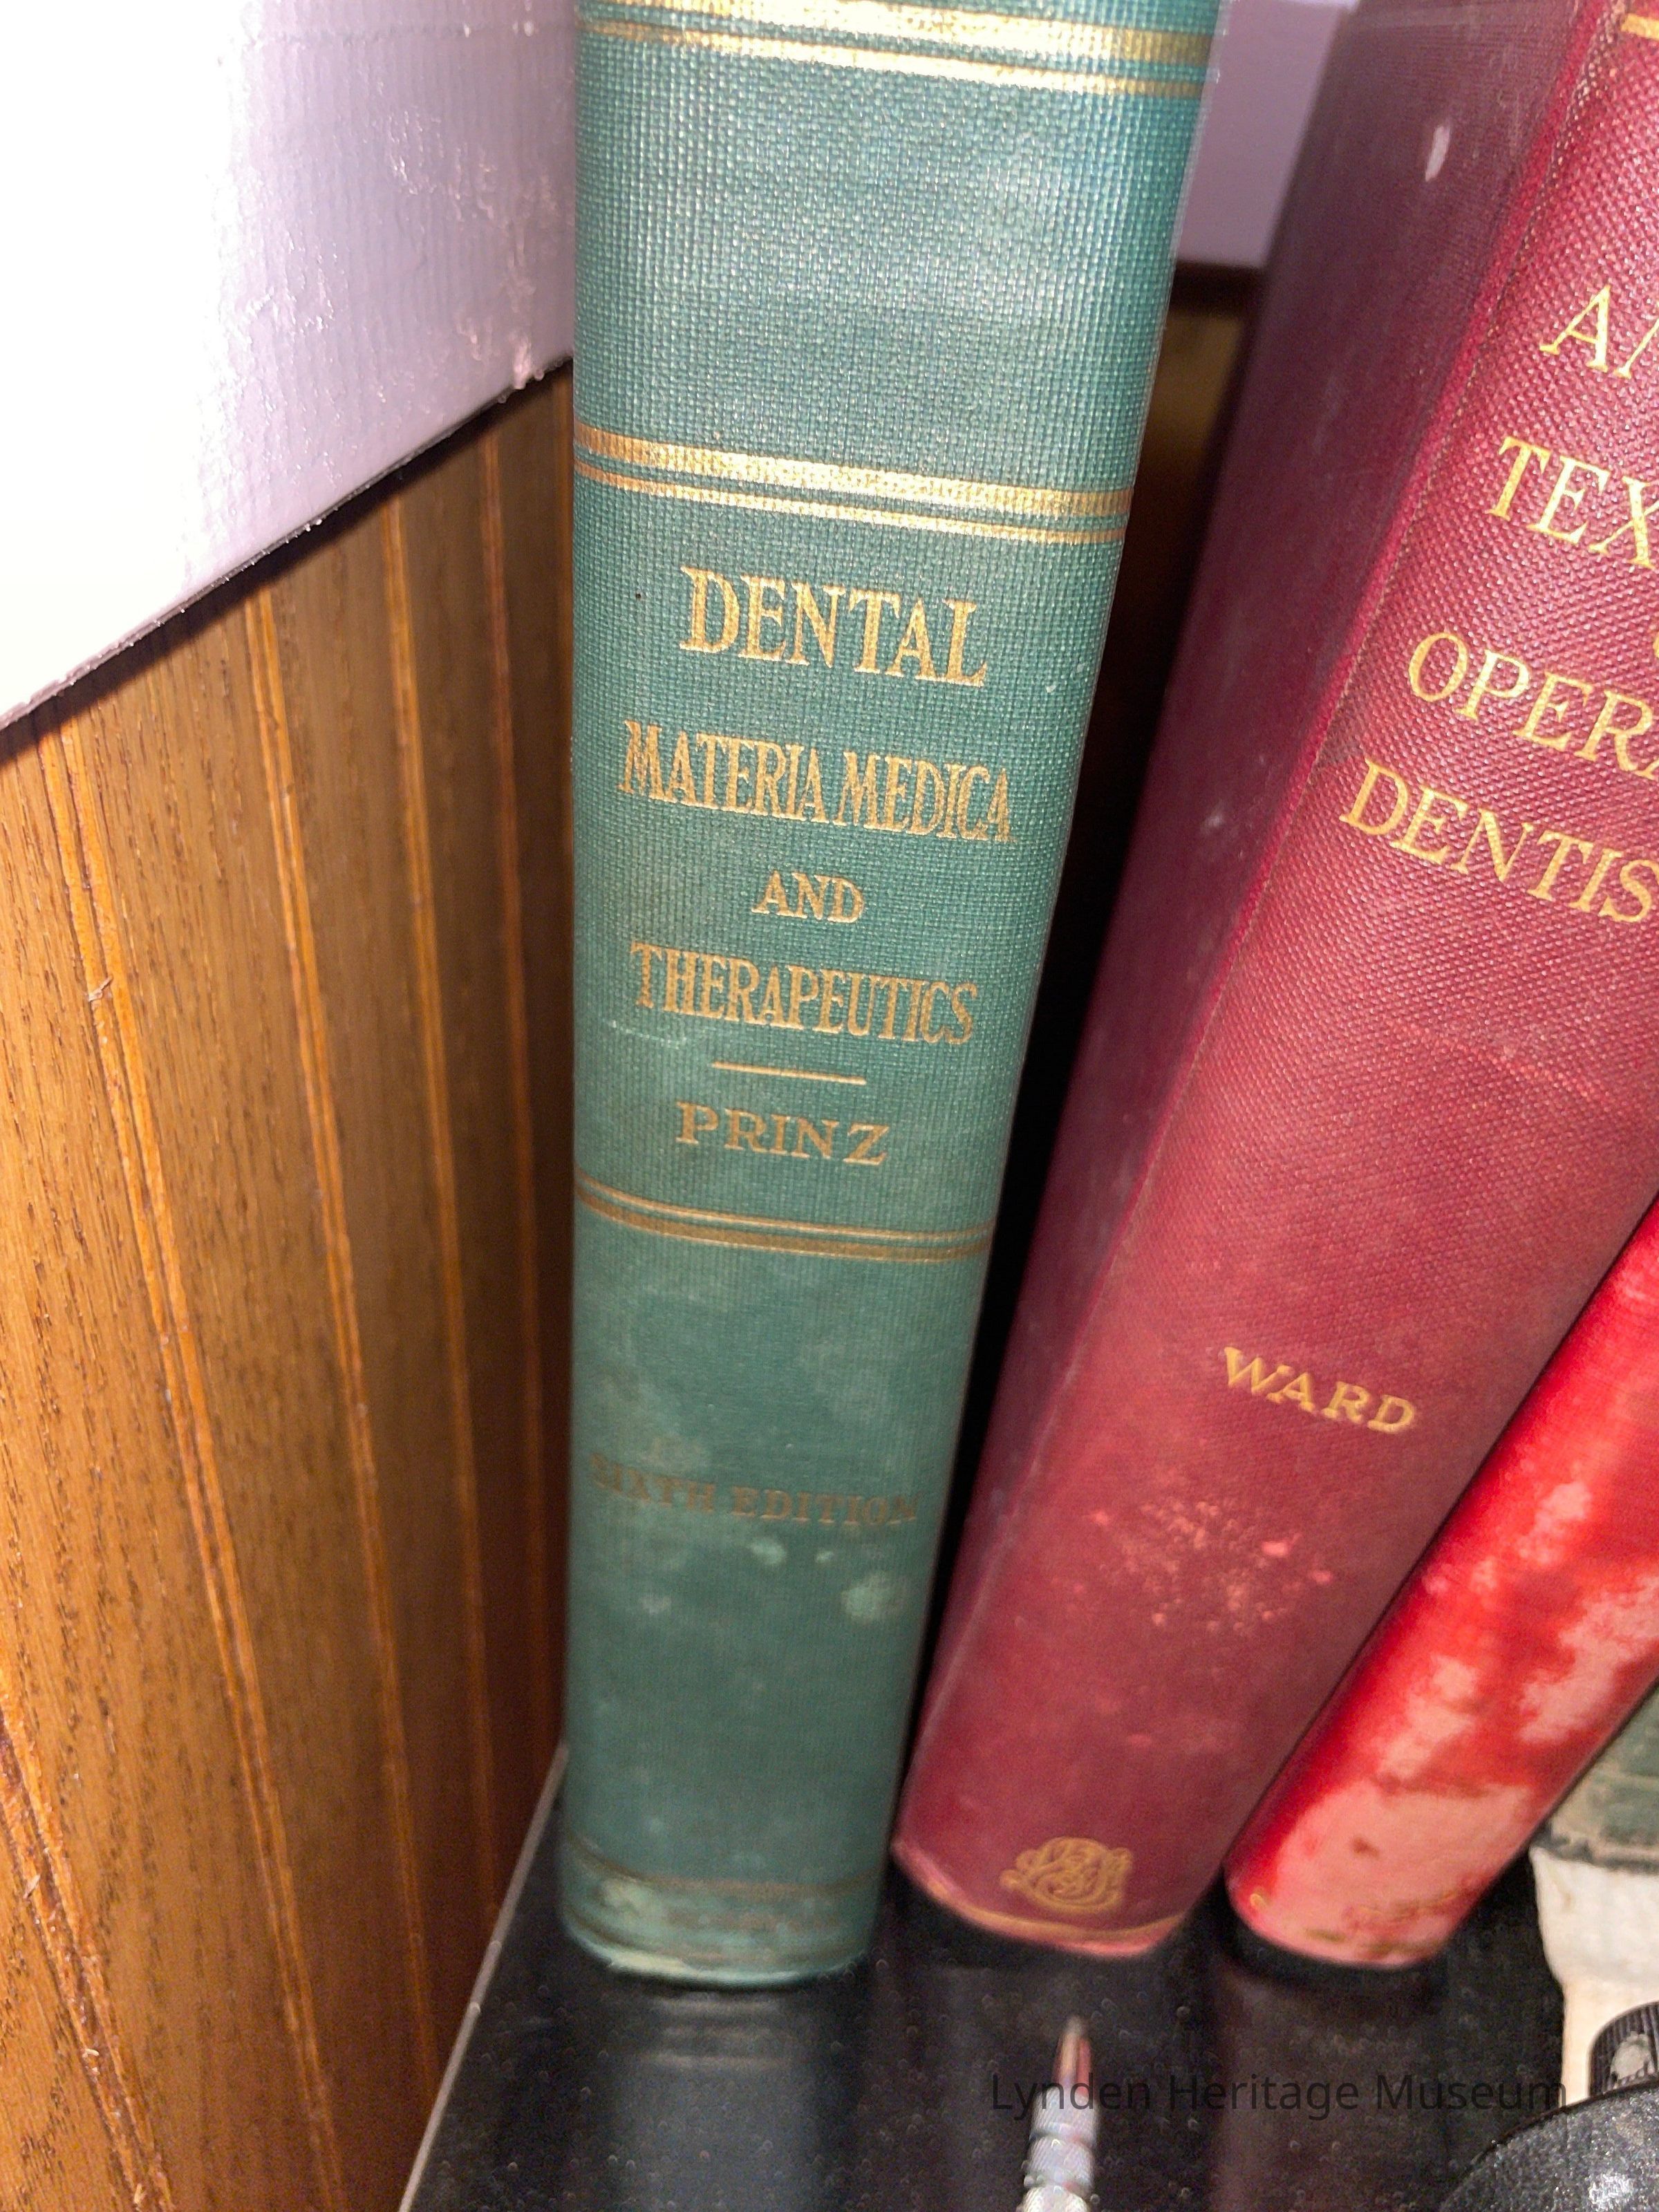 DENTAL
MATERIA MEDICA
AND
THERAPEUTICS
PRINZ
SIXTH EDITION
TEX
OPERA
DENTIS
WARD
Lynden Heritage Museum